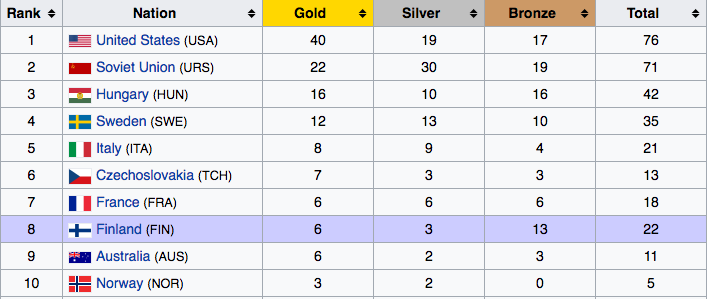 Rank Nation Gold Silver Bronze Total
1 United States (USA) 40 19 17 76
2 Soviet Union (URS) 22 30 19 71
3 Hungary (HUN) 16 10 16 42
4 Sweden (SWE) 12 13 10 35
5 Italy (ITA) 8 9 4 21
6 Czechoslovakia (TCH) 7 3 3 13
7 France (FRA) 6 6 6 18
8 Finland (FIN) 6 3 13 22
9 Australia (AUS) 6 2 3 11
10 Norway (NOR) 3 2 0 5